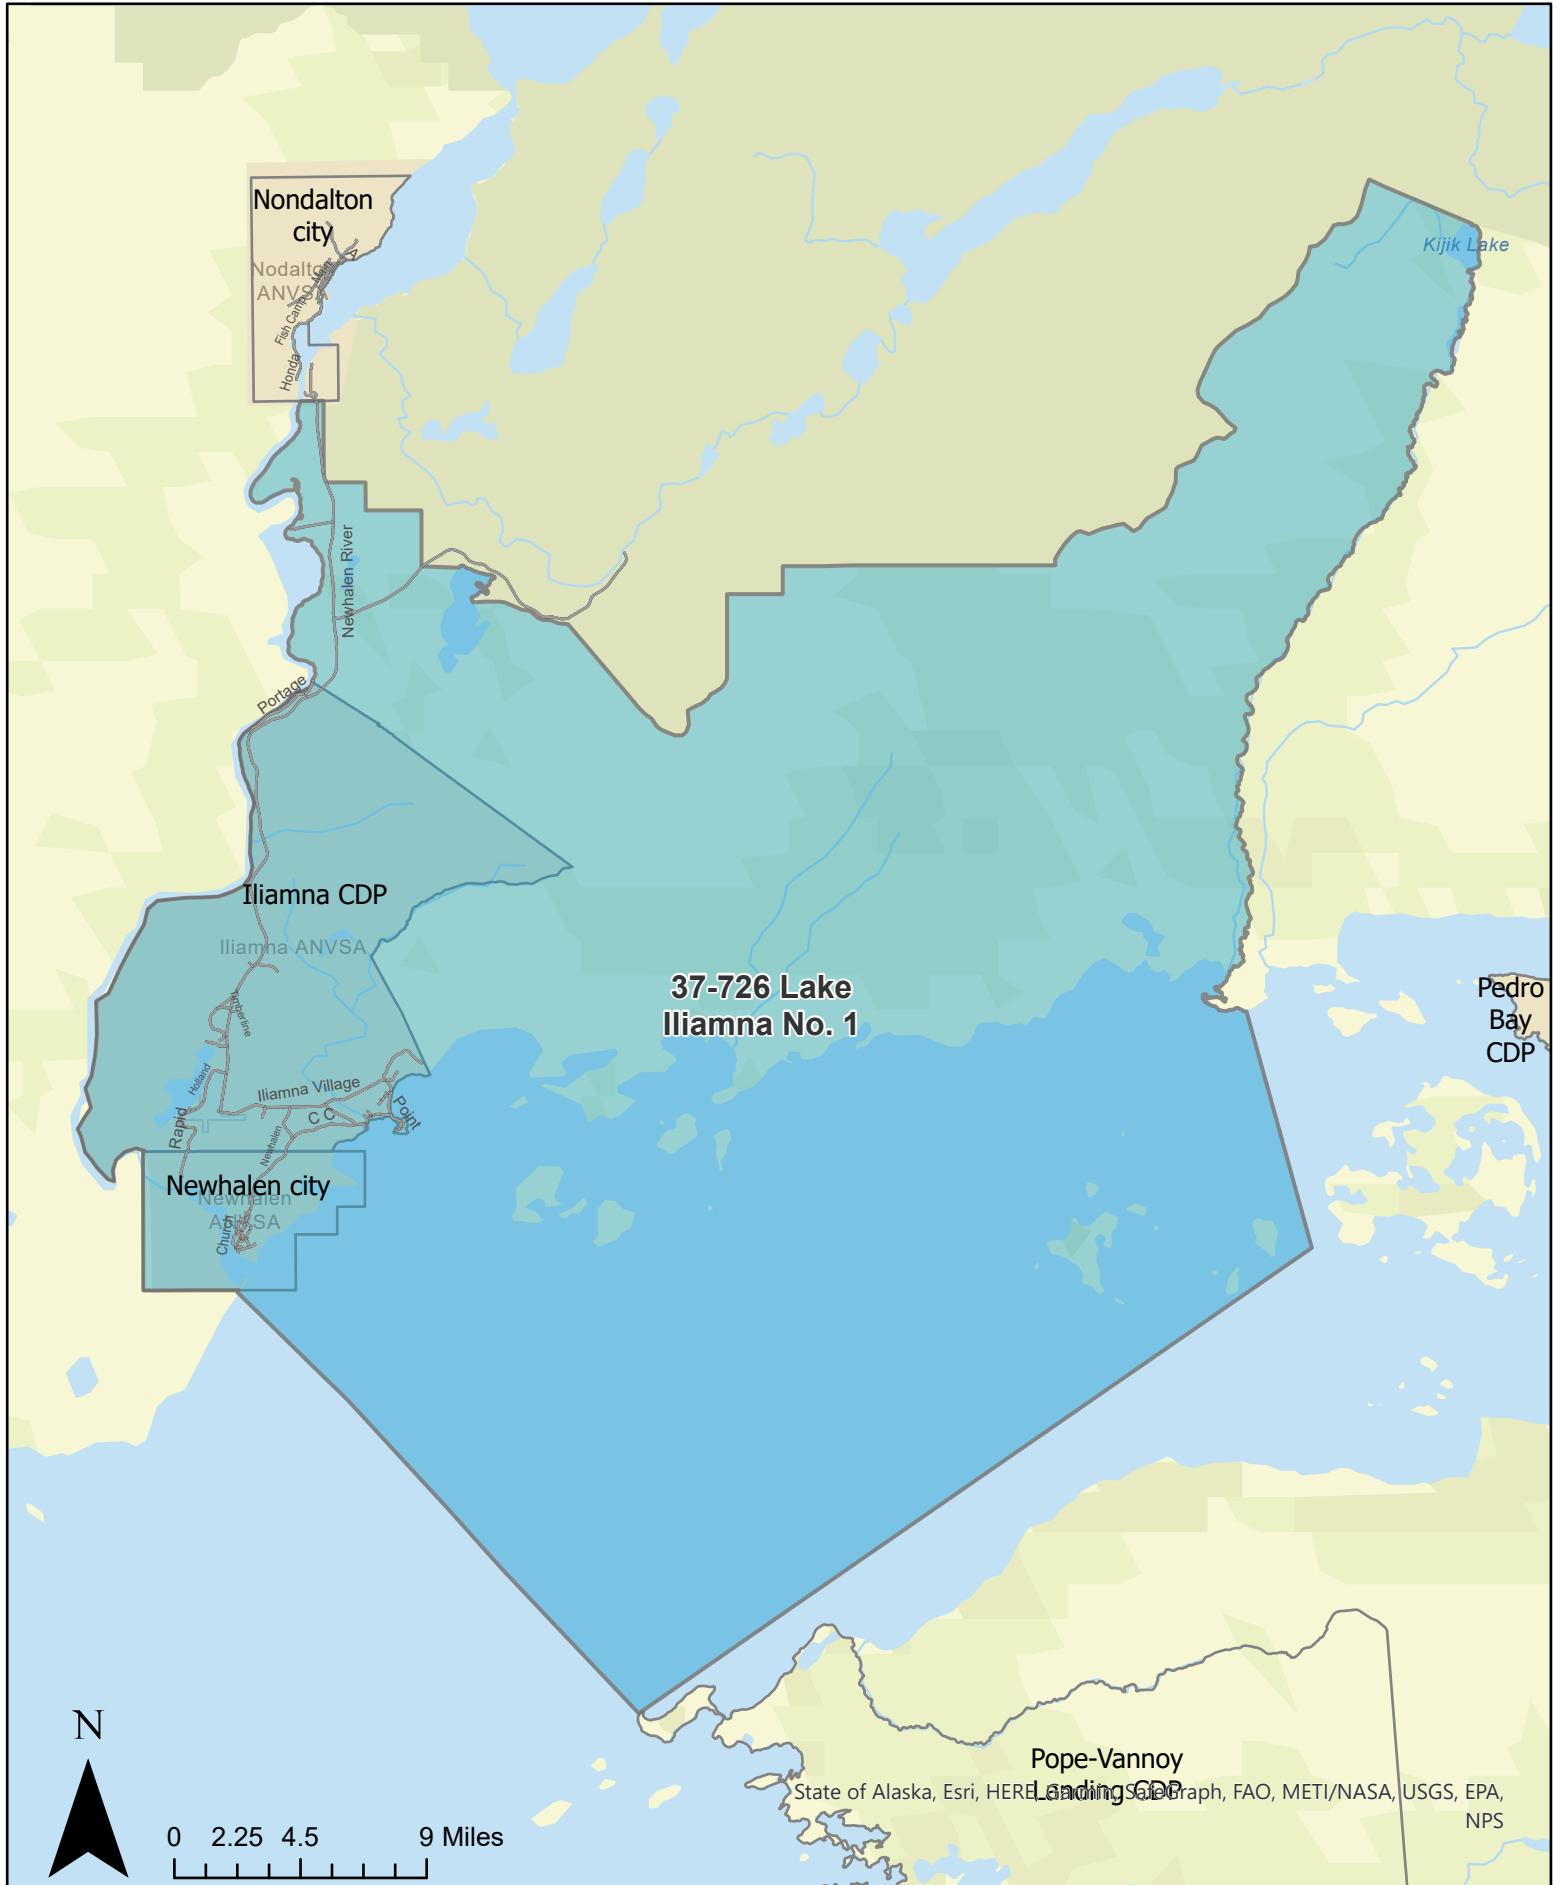 Nondalton
city
Nodalton
ANVSA
A
Main
Fish Camp
Honda
Kijik Lake
Newhalen River
Portage
Iliamna CDP
Iliamna ANVSA
37-726 Lake
Iliamna No. 1
Pedro
Bay
CDP
Timberline
Holland
Iliamna Village
Point
C C
Rapid
Newhalen
Newhalen city
Newhalen
ANVSA
Church
N
Pope-Vannoy
Landing CDP
State of Alaska, Esri, HERE, Garmin, SafeGraph, FAO, METI/NASA, USGS, EPA,
NPS
0 2.25 4.5 9 Miles